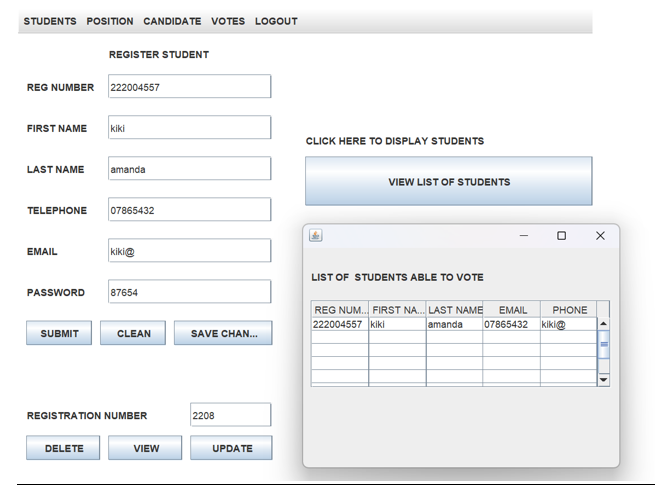 STUDENTS POSITION CANDIDATE VOTES LOGOUT
REGISTER STUDENT
REG NUMBER 222004557
FIRST NAME kiki
LAST NAME amanda
TELEPHONE 07865432
EMAIL kiki@
PASSWORD 87654
SUBMIT CLEAN SAVE CHAN...
REGISTRATION NUMBER 2208
DELETE VIEW UPDATE
CLICK HERE TO DISPLAY STUDENTS
VIEW LIST OF STUDENTS
LIST OF STUDENTS ABLE TO VOTE
REG NUM... FIRST NA... LAST NAME EMAIL PHONE
222004557 kiki amanda 07865432 kiki@